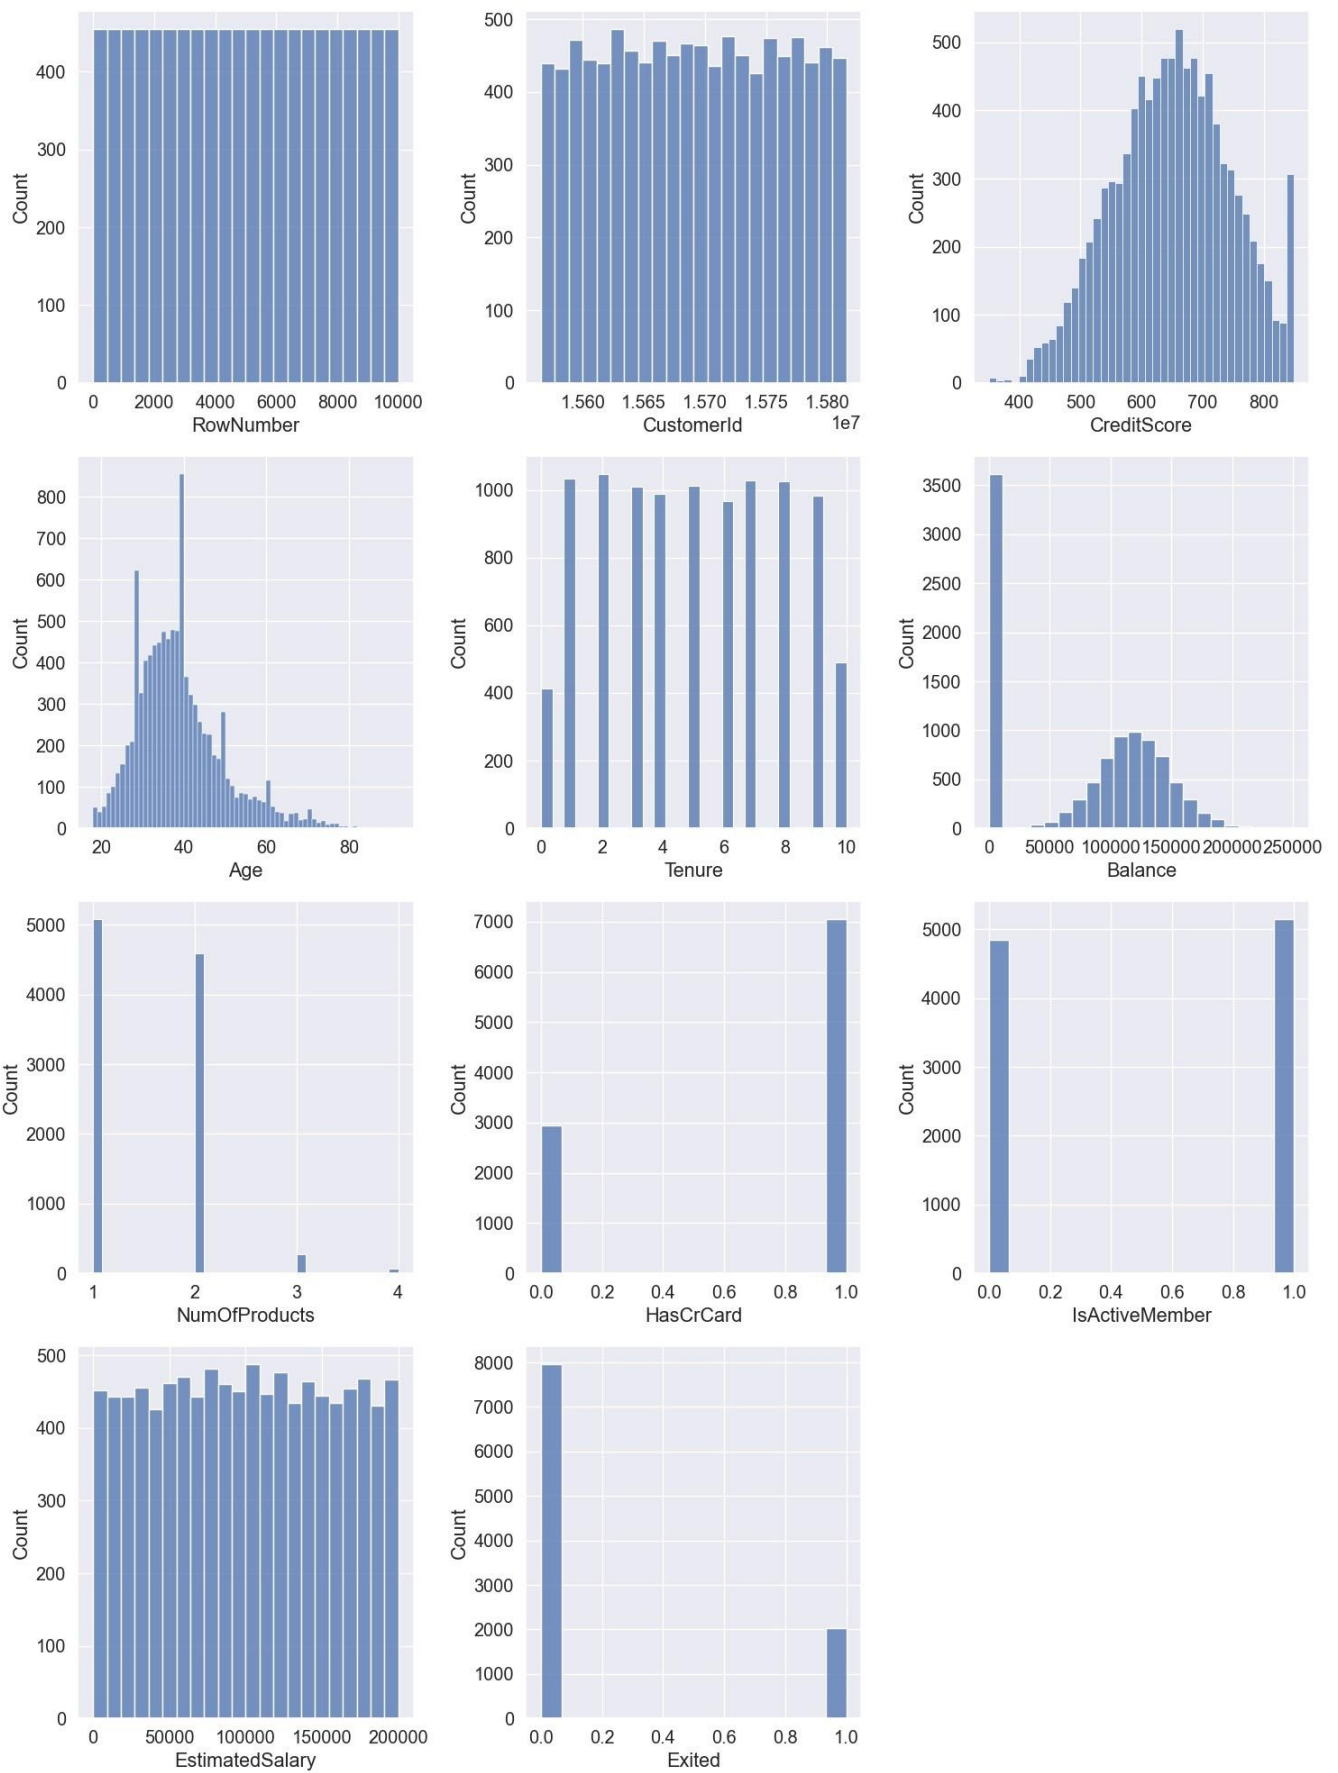 400
300
200
100
0
Count
0 2000 4000 6000 8000 10000
RowNumber
500
400
300
200
100
0
Count
1.560 1.565 1.570 1.575 1.580
1e7
CustomerId
500
400
300
200
100
0
Count
400 500 600 700 800
CreditScore
800
700
600
500
400
300
200
100
0
Count
20 40 60 80
Age
1000
800
600
400
200
0
Count
0 2 4 6 8 10
Tenure
3500
3000
2500
2000
1500
1000
500
0
Count
0 50000 100000 150000 200000 250000
Balance
5000
4000
3000
2000
1000
0
Count
1 2 3 4
NumOfProducts
7000
6000
5000
4000
3000
2000
1000
0
Count
0.0 0.2 0.4 0.6 0.8 1.0
HasCrCard
5000
4000
3000
2000
1000
0
Count
0.0 0.2 0.4 0.6 0.8 1.0
IsActiveMember
500
400
300
200
100
0
Count
0 50000 100000 150000 200000
EstimatedSalary
8000
7000
6000
5000
4000
3000
2000
1000
0
Count
0.0 0.2 0.4 0.6 0.8 1.0
Exited